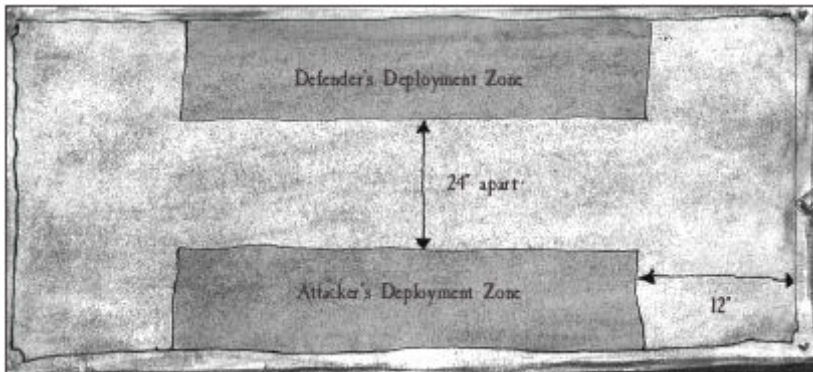 Defender's Deployment Zone
24" apart
Attacker's Deployment Zone
12"